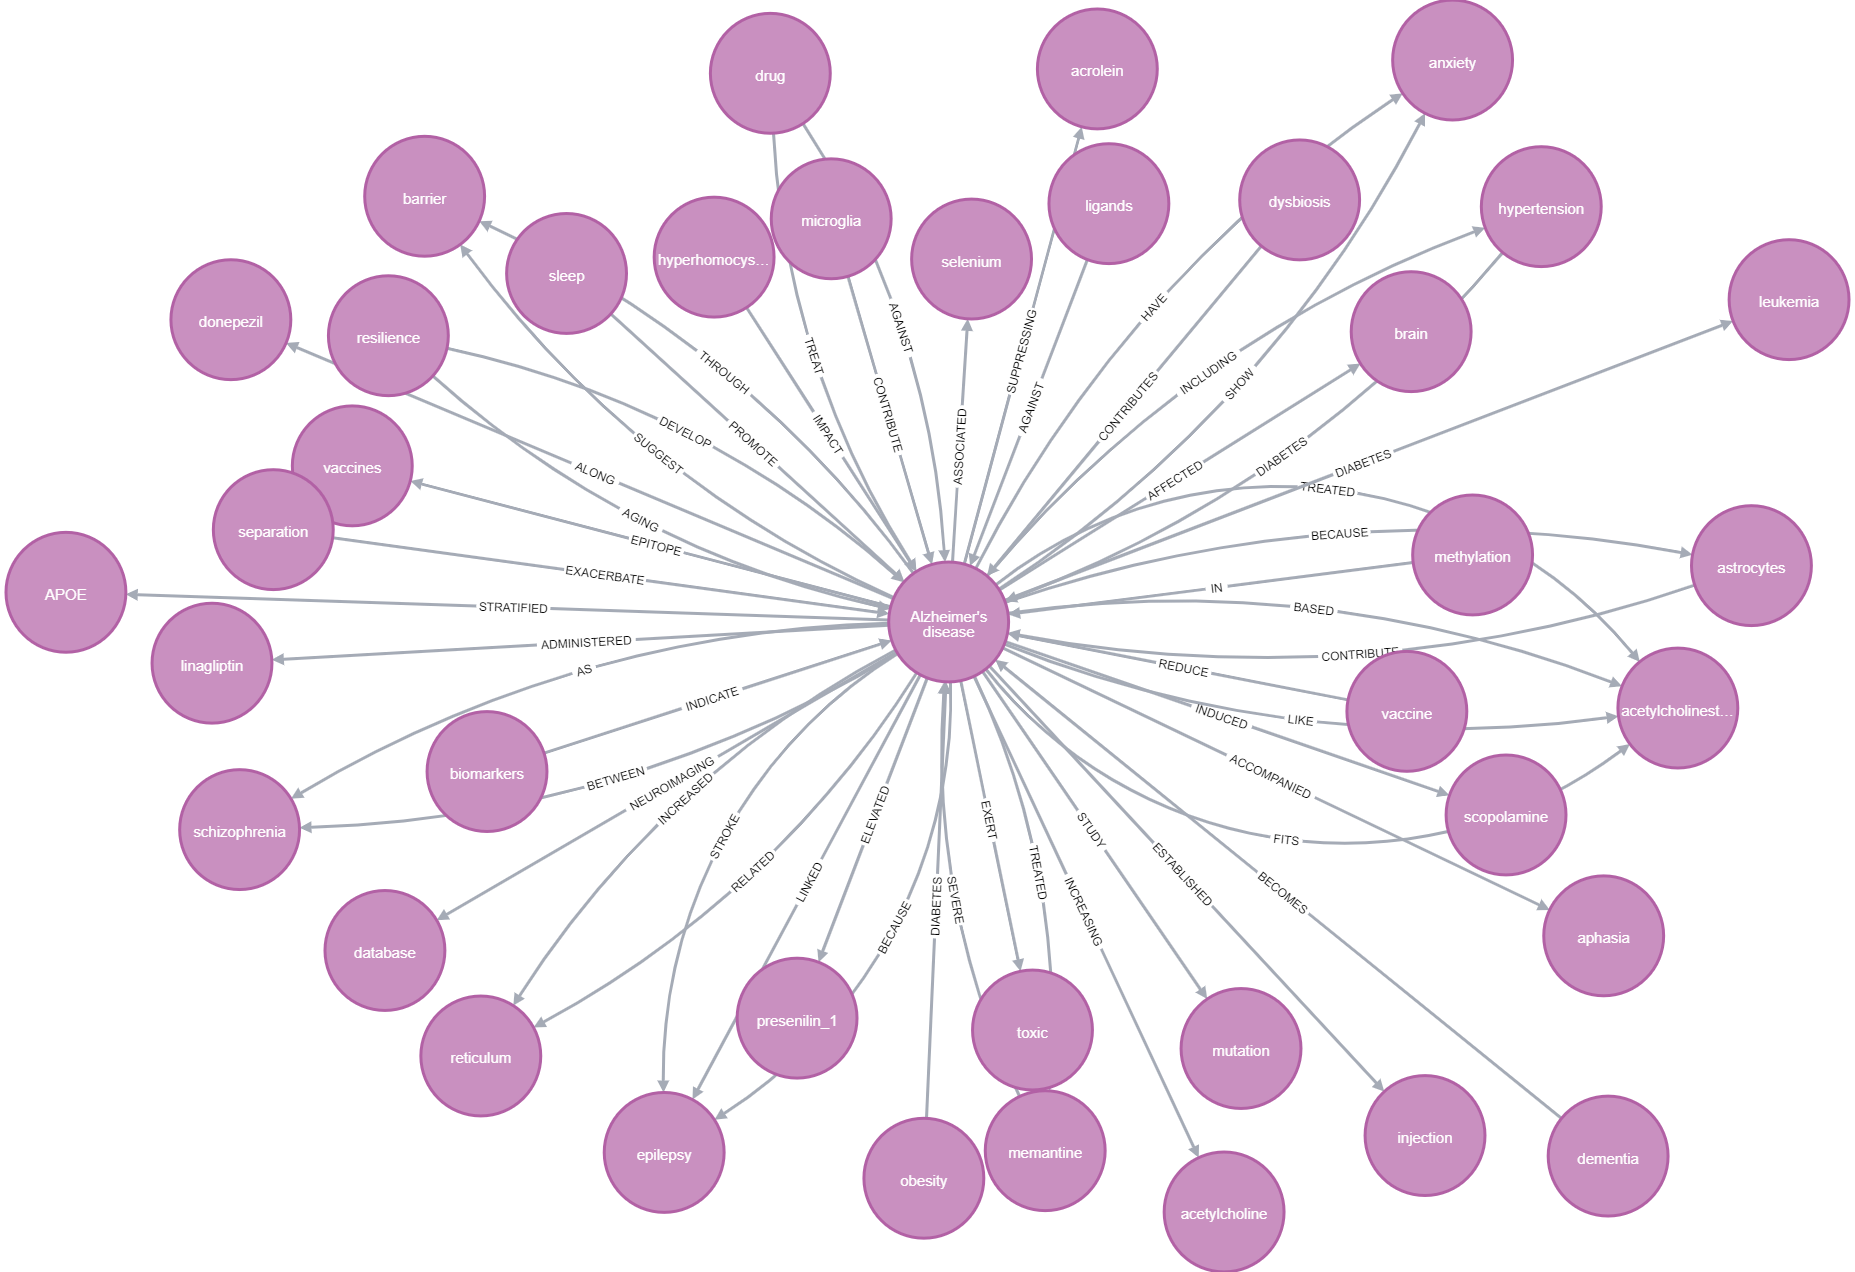 drug
acrolein
anxiety
barrier
microglia
ligands
dysbiosis
hypertension
hyperhomocys...
selenium
sleep
donepezil
resilience
brain
leukemia
AGAINST
HAVE
TREAT
SUPPRESSING
THROUGH
INCLUDING
SHOW
CONTRIBUTE
AGAINST
CONTRIBUTES
IMPACT
DEVELOP
PROMOTE
SUGGEST
ASSOCIATED
DIABETES
DIABETES
AFFECTED
ALONG
vaccines
TREATED
AGING
separation
EPITOPE
BECAUSE
methylation
astrocytes
EXACERBATE
IN
APOE
STRATIFIED
BASED
Alzheimer's
disease
ADMINISTERED
CONTRIBUTE
linagliptin
AS
REDUCE
INDICATE
INDUCED
LIKE
vaccine
acetylcholinest...
biomarkers
BETWEEN
NEUROIMAGING
INCREASED
ACCOMPANIED
schizophrenia
STROKE
ELEVATED
EXERT
STUDY
scopolamine
FITS
RELATED
LINKED
TREATED
ESTABLISHED
BECOMES
BECAUSE
DIABETES
SEVERE
INCREASING
database
aphasia
reticulum
presenilin_1
toxic
mutation
epilepsy
obesity
memantine
acetylcholine
injection
dementia